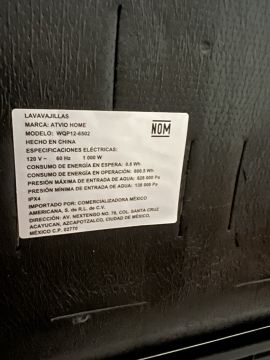 LAVAVAJILLAS
MARCA: ATVIO HOME
MODELO: WQP12-6502
HECHO EN CHINA
ESPECIFICACIONES ELÉCTRICAS:
120 V ~ 60 Hz 1 000 W
CONSUMO DE ENERGÍA EN ESPERA: 0.5 Wh
CONSUMO DE ENERGÍA EN OPERACIÓN: 800,5 Wh
PRESIÓN MÁXIMA DE ENTRADA DE AGUA: 828 000 Pa
PRESIÓN MÍNIMA DE ENTRADA DE AGUA: 138 000 Pa
IPX4
IMPORTADO POR: COMERCIALIZADORA MÉXICO
AMERICANA, S. de R.L. de C.V.
DIRECCIÓN: AV. NEXTENGO No. 78, COL. SANTA CRUZ
ACAYUCAN, AZCAPOTZALCO, CIUDAD DE MÉXICO,
MÉXICO C.P. 02770
NOM